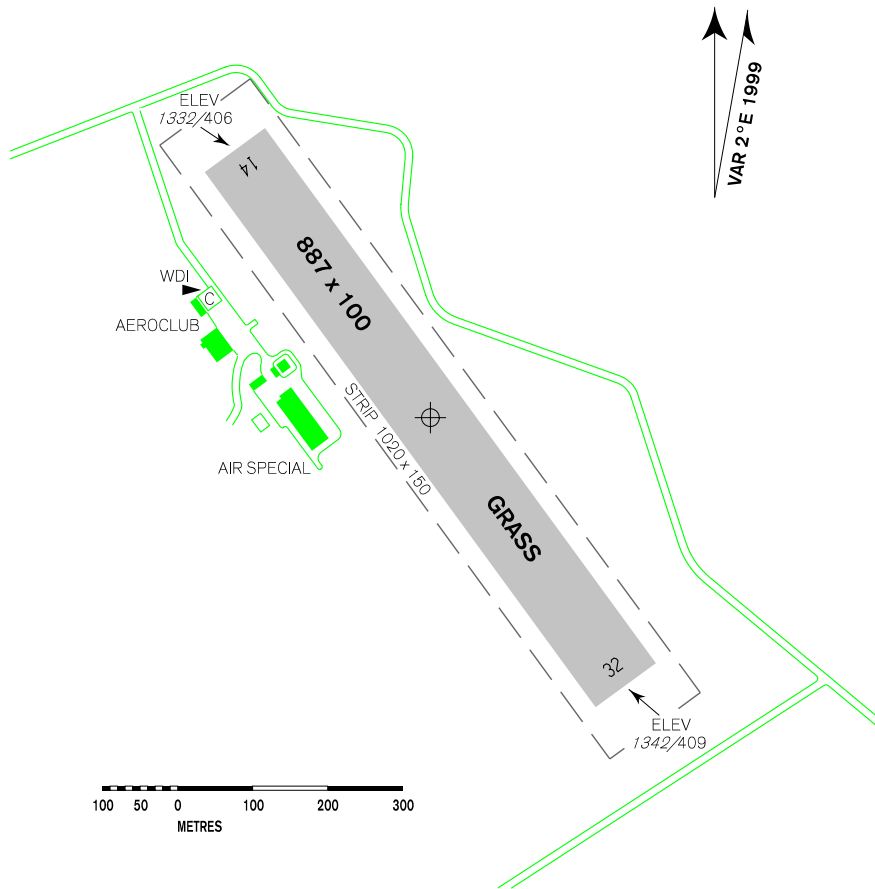 VAR 2°E 1999
ELEV
1332/406
14
887 x 100
WDI
C
AEROCLUB
STRIP 1020 x 150
AIR SPECIAL
GRASS
32
ELEV
1342/409
100 50 0 100 200 300
METRES